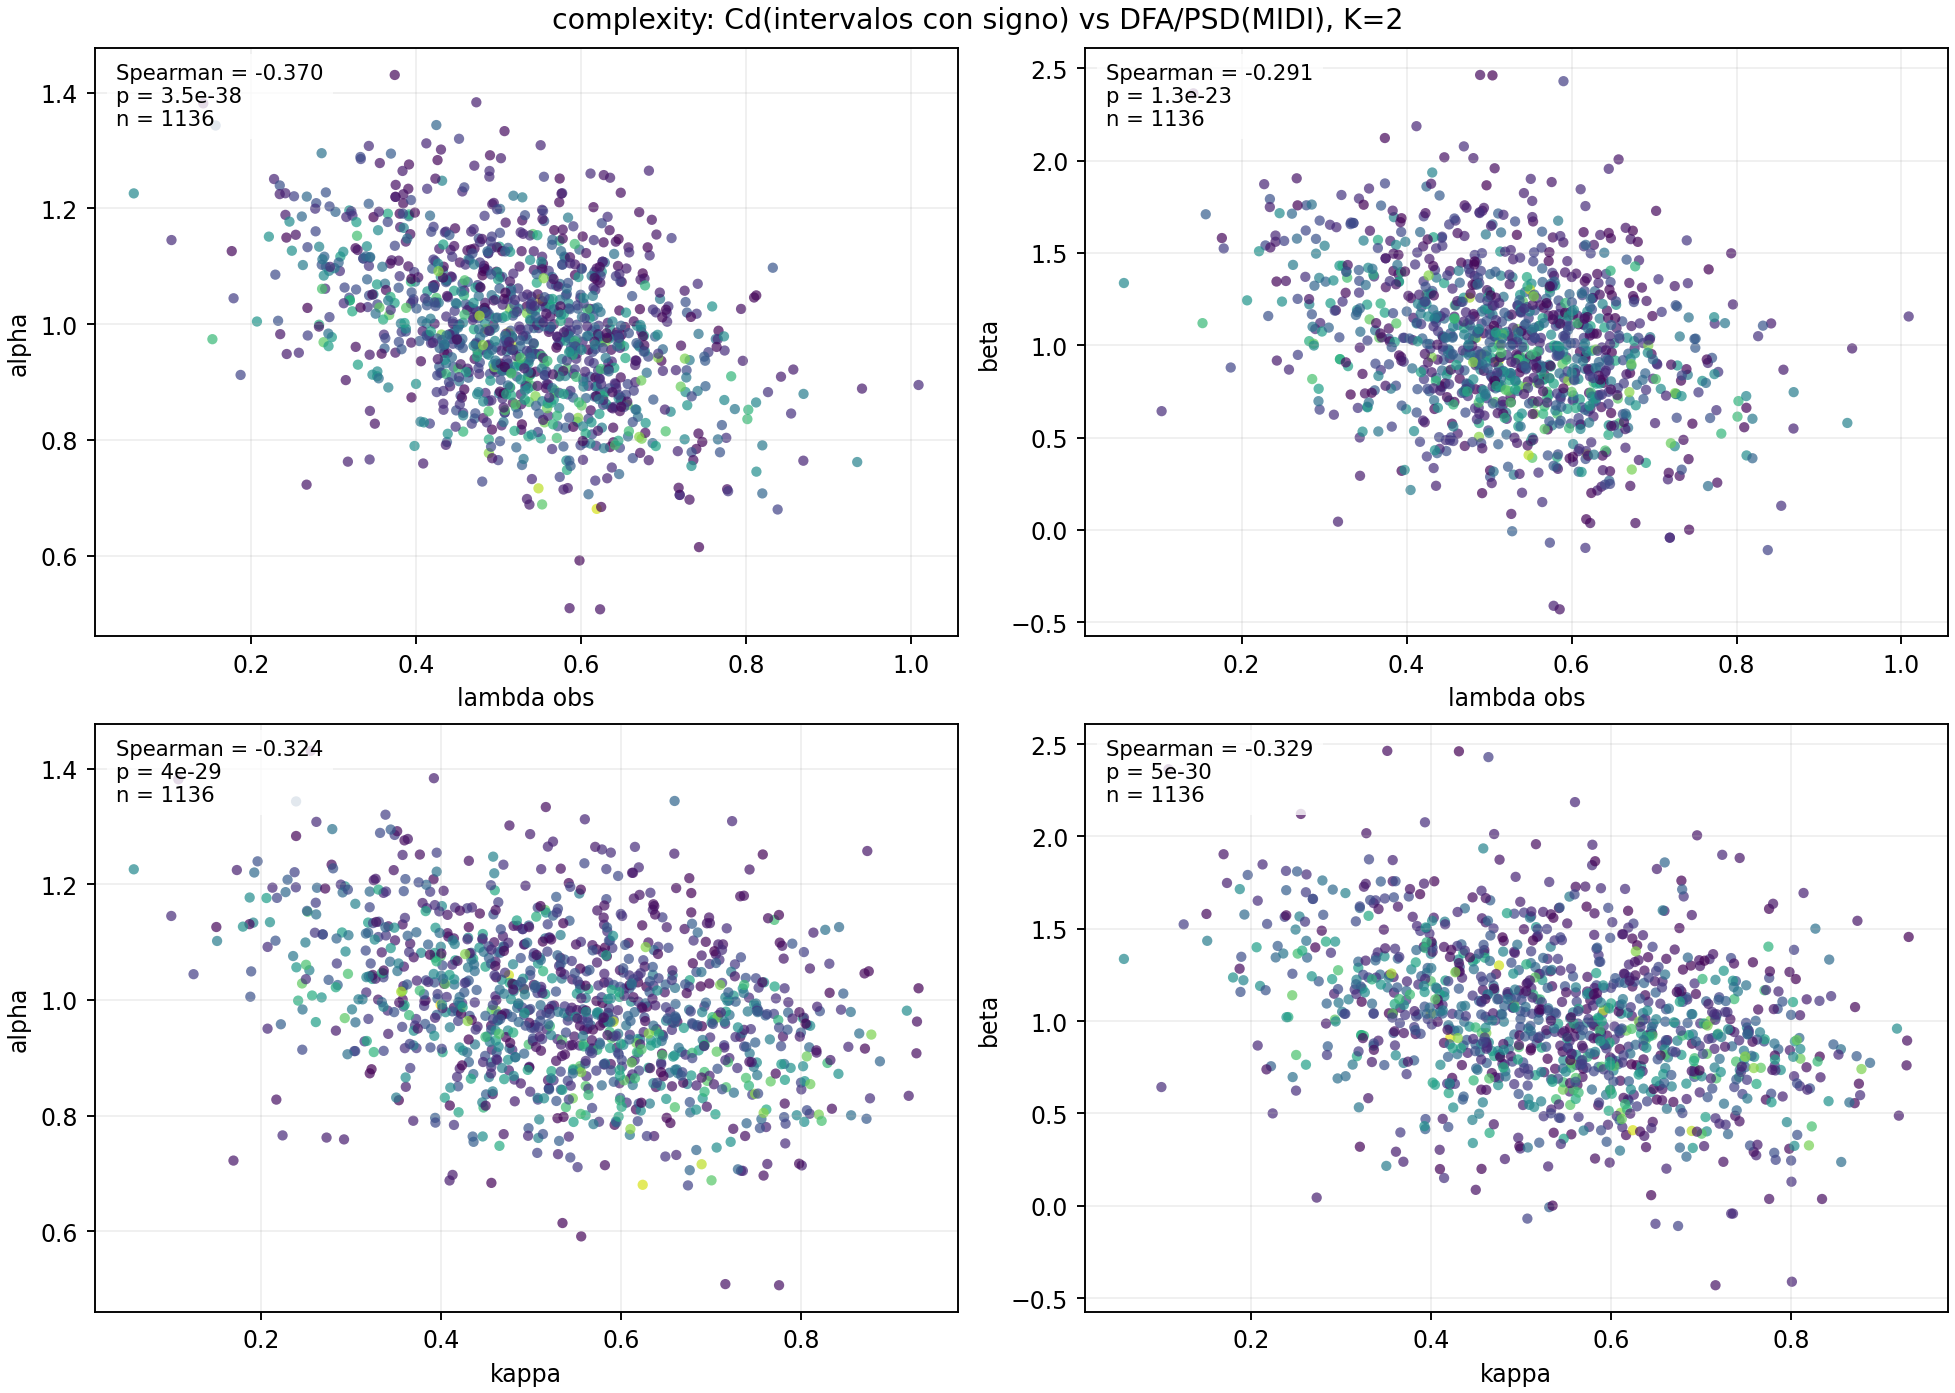 complexity: Cd(intervalos con signo) vs DFA/PSD(MIDI), K=2
Spearman = -0.370
p = 3.5e-38
n = 1136
1.4
1.2
1.0
0.8
0.6
alpha
0.2 0.4 0.6 0.8 1.0
lambda obs
Spearman = -0.291
p = 1.3e-23
n = 1136
2.5
2.0
1.5
1.0
0.5
0.0
−0.5
beta
0.2 0.4 0.6 0.8 1.0
lambda obs
Spearman = -0.324
p = 4e-29
n = 1136
1.4
1.2
1.0
0.8
0.6
alpha
0.2 0.4 0.6 0.8
kappa
Spearman = -0.329
p = 5e-30
n = 1136
2.5
2.0
1.5
1.0
0.5
0.0
−0.5
beta
0.2 0.4 0.6 0.8
kappa